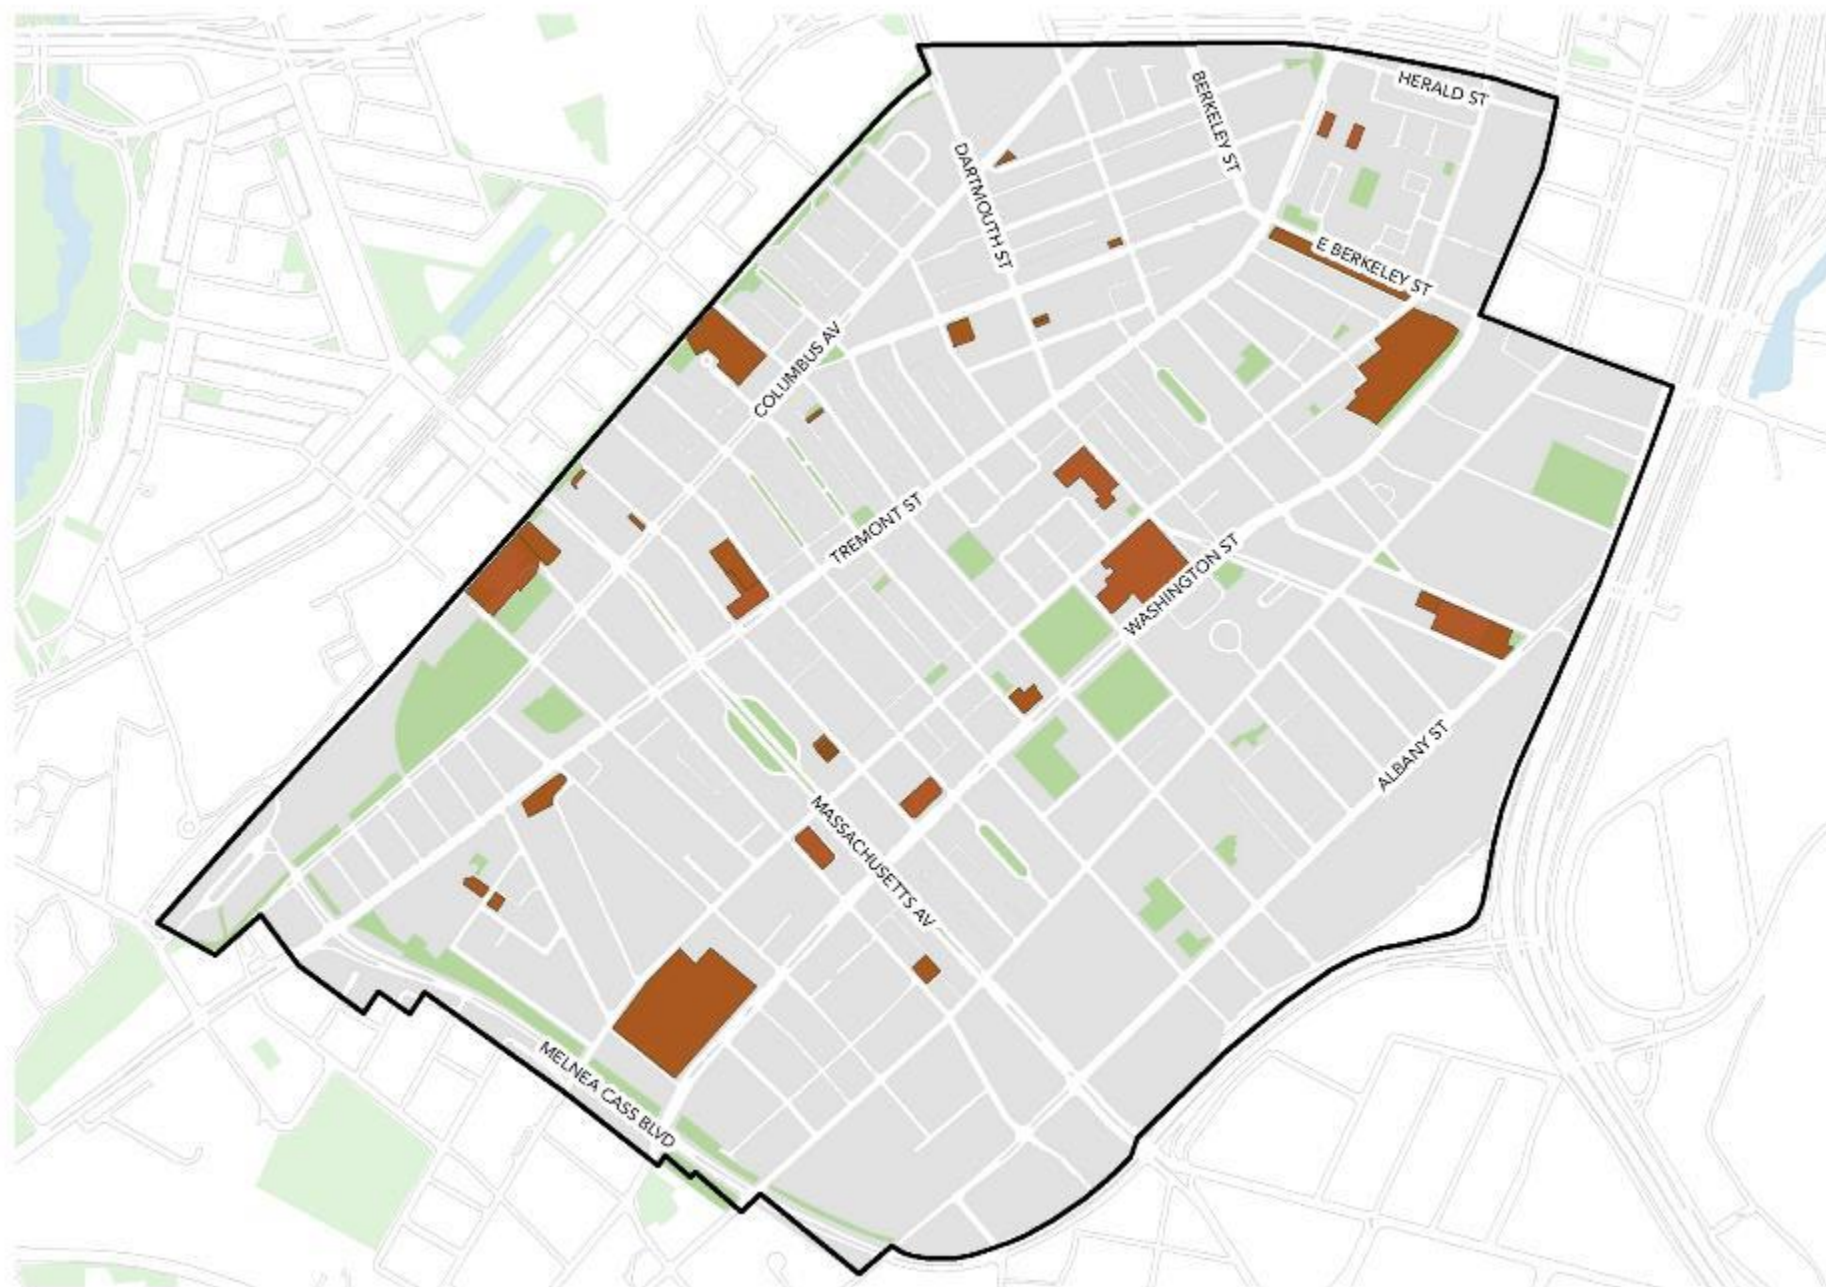 HERALD ST
BERKELEY ST
DARTMOUTH ST
E BERKELEY ST
COLUMBUS AV
TREMONT ST
WASHINGTON ST
ALBANY ST
MASSACHUSETTS AV
MELNEA CASS BLVD